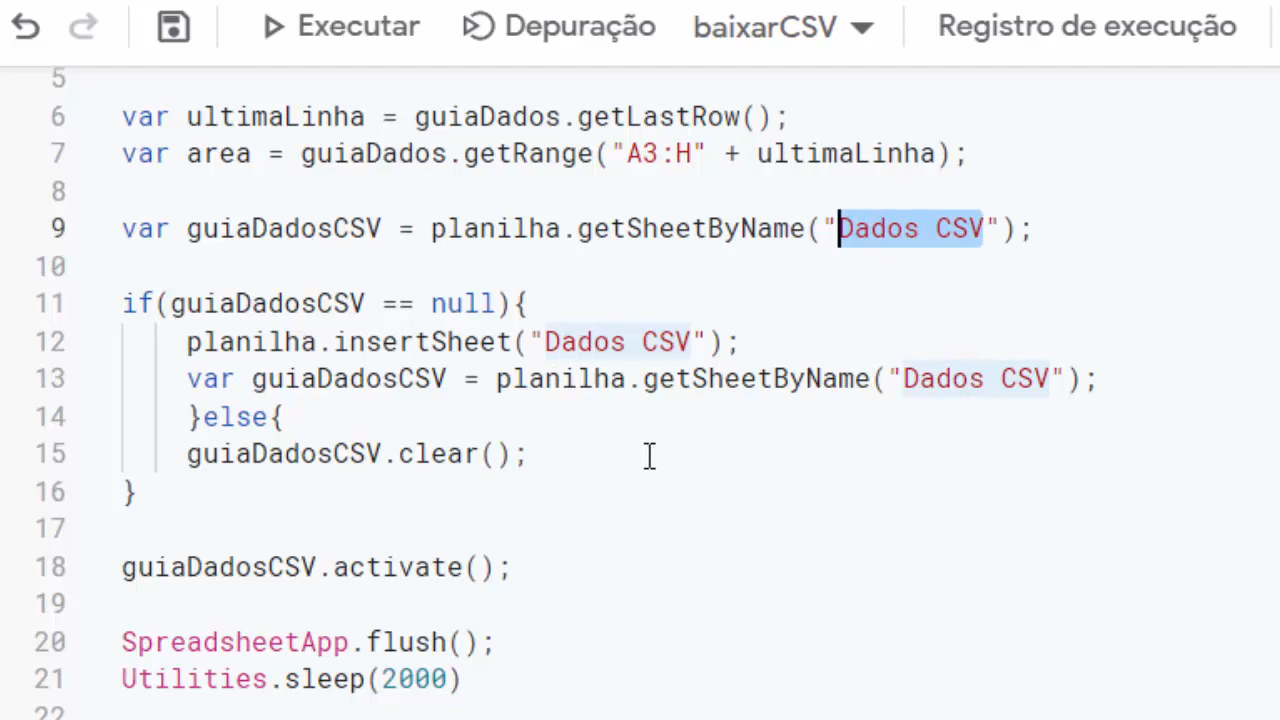 Executar Depuração baixarCSV Registro de execução
5
6 var ultimaLinha = guiaDados.getLastRow();
7 var area = guiaDados.getRange("A3:H" + ultimaLinha);
8
9 var guiaDadosCSV = planilha.getSheetByName("Dados CSV");
10
11 if(guiaDadosCSV == null){
12 planilha.insertSheet("Dados CSV");
13 var guiaDadosCSV = planilha.getSheetByName("Dados CSV");
14 }else{
15 guiaDadosCSV.clear();
16 }
17
18 guiaDadosCSV.activate();
19
20 SpreadsheetApp.flush();
21 Utilities.sleep(2000)
22